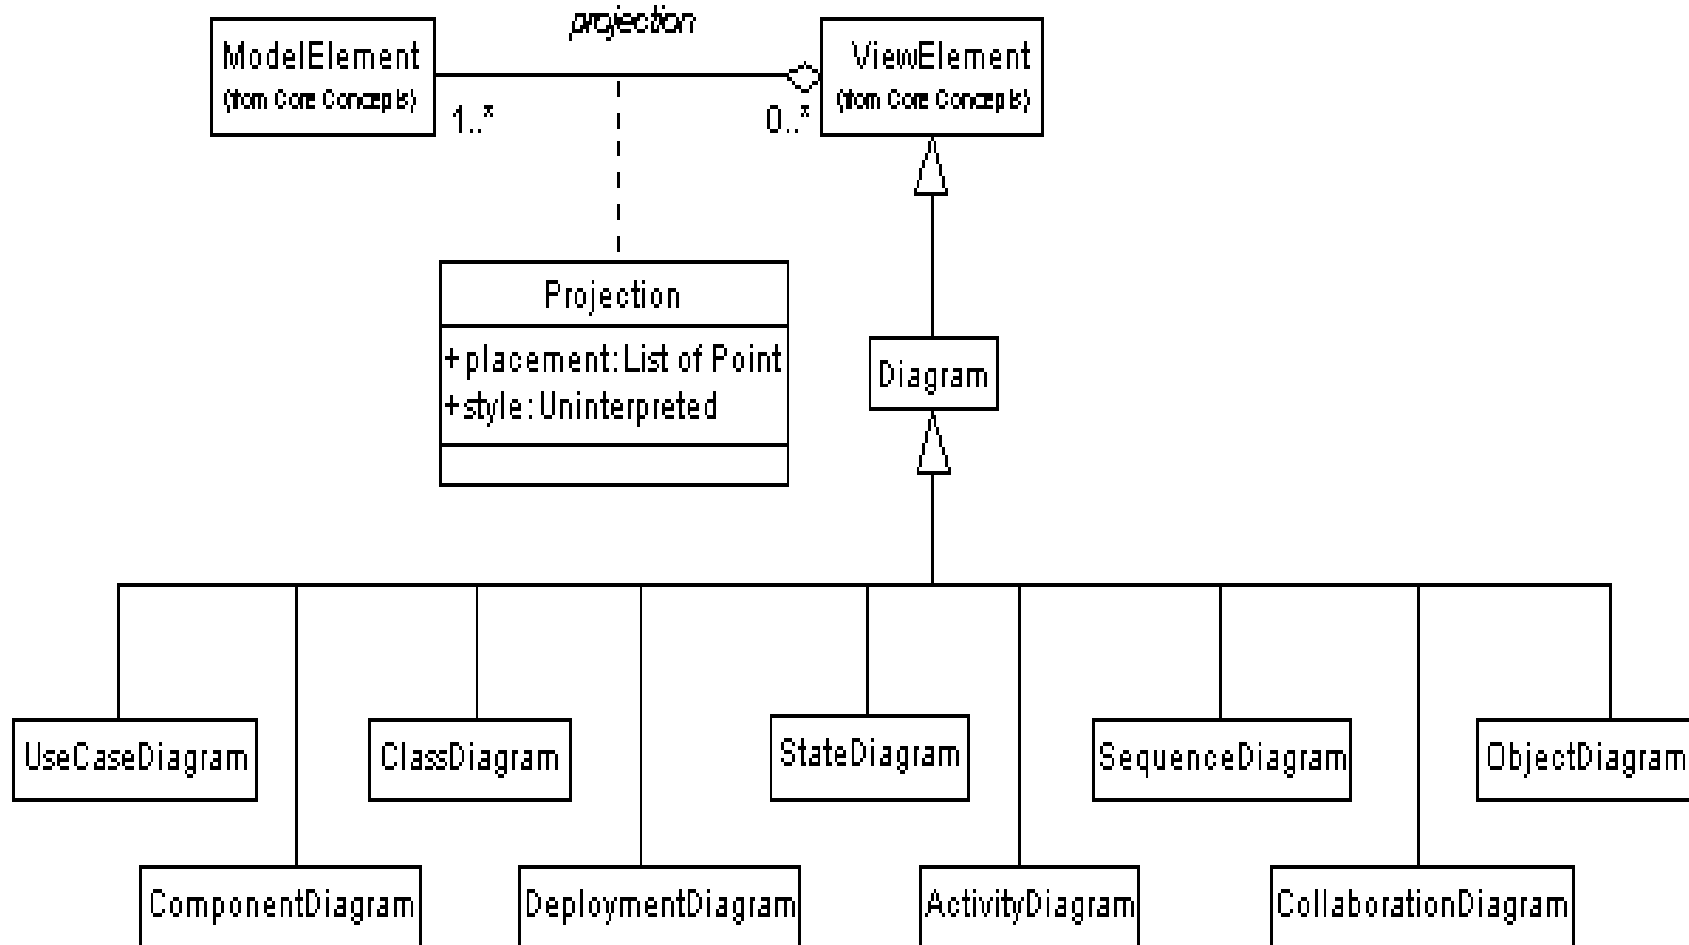 projection
ModelElement
(from Core Concepts)
ViewElement
(from Core Concepts)
1..*
0..*
Projection
+placement:List of Point
+style:Uninterpreted
Diagram
UseCaseDiagram
ClassDiagram
StateDiagram
SequenceDiagram
ObjectDiagram
ComponentDiagram
DeploymentDiagram
ActivityDiagram
CollaborationDiagram